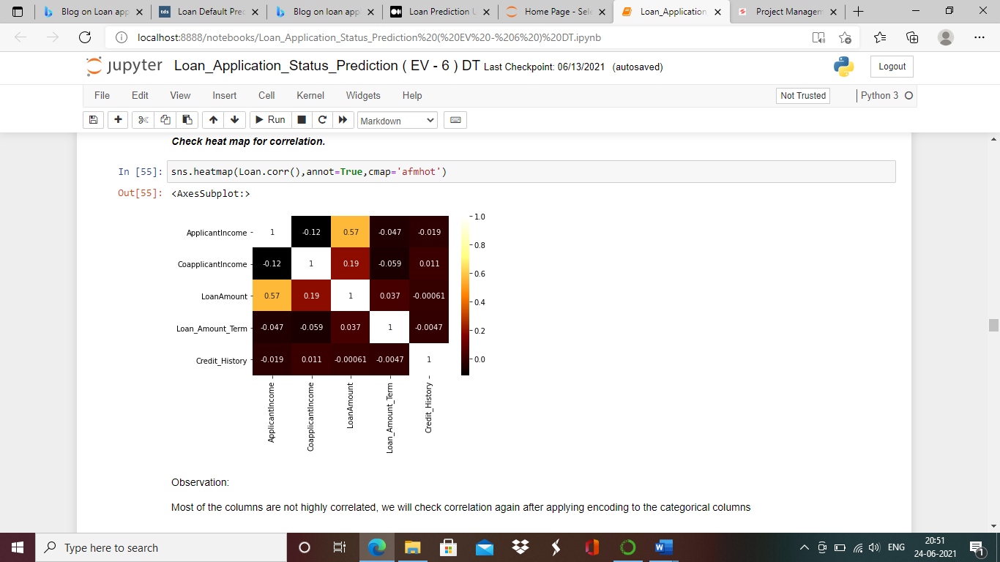 Blog on Loan app
Loan Default Pred
Blog on loan app
Loan Prediction U
Home Page - Sele
Loan_Application
Project Managem
localhost:8888/notebooks/Loan_Application_Status_Prediction%20(%20EV%20-%206%20)%20DT.ipynb
jupyter Loan_Application_Status_Prediction ( EV - 6 ) DT Last Checkpoint: 06/13/2021 (autosaved)
Logout
File Edit View Insert Cell Kernel Widgets Help
Not Trusted
Python 3
Run
Markdown
Check heat map for correlation.
In [55]: sns.heatmap(Loan.corr(),annot=True,cmap='afmhot')
Out[55]: <AxesSubplot:>
ApplicantIncome 1 -0.12 0.57 -0.047 -0.019
CoapplicantIncome -0.12 1 0.19 -0.059 0.011
LoanAmount 0.57 0.19 1 0.037 -0.00061
Loan_Amount_Term -0.047 -0.059 0.037 1 -0.0047
Credit_History -0.019 0.011 -0.00061 -0.0047 1
1.0
0.8
0.6
0.4
0.2
0.0
ApplicantIncome
CoapplicantIncome
LoanAmount
Loan_Amount_Term
Credit_History
Observation:
Most of the columns are not highly correlated, we will check correlation again after applying encoding to the categorical columns
Type here to search
ENG
20:51
24-06-2021
1